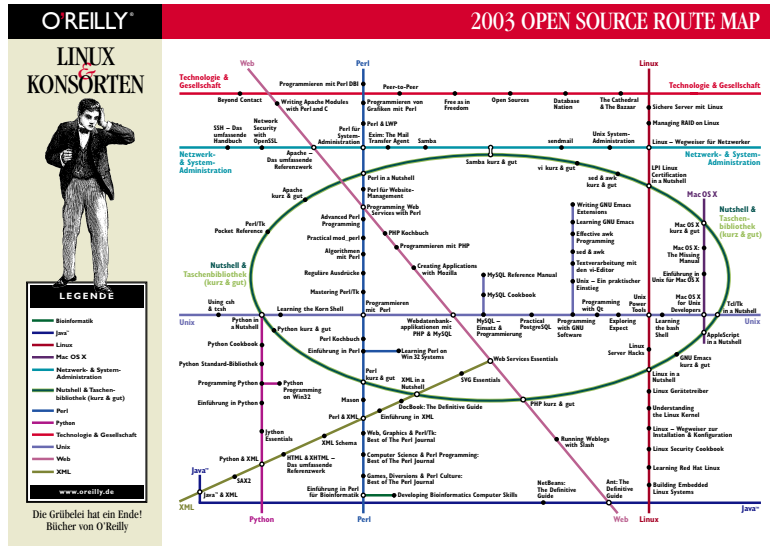 O'REILLY®
2003 OPEN SOURCE ROUTE MAP
LINUX
&
KONSORTEN
LEGENDE
Bioinformatik
Java™
Linux
Mac OS X
Netzwerk- & System-
Administration
Nutshell & Taschen-
bibliothek (kurz & gut)
Perl
Python
Technologie & Gesellschaft
Unix
Web
XML
www.oreilly.de
Die Grübelei hat ein Ende!
Bücher von O'Reilly
Web
Perl
Linux
Technologie &
Gesellschaft
Programmieren mit Perl DBI
Peer-to-Peer
Technologie & Gesellschaft
Beyond Contact
Writing Apache Modules
with Perl and C
Programmieren von
Grafiken mit Perl
Free as in
Freedom
Open Sources
Database
Nation
The Cathedral
& The Bazaar
Sichere Server mit Linux
Perl & LWP
Managing RAID on Linux
SSH – Das
umfassende
Handbuch
Network
Security
with
OpenSSL
Perl für
System-
Administration
Exim: The Mail
Transfer Agent
Samba
sendmail
Unix System-
Administration
Linux – Wegweiser für Netzwerker
Netzwerk-
& System-
Administration
Apache –
Das umfassende
Referenzwerk
Samba kurz & gut
vi kurz & gut
sed & awk
kurz & gut
Netzwerk- & System-
Administration
LPI Linux
Certification
in a Nutshell
Perl in a Nutshell
Apache
kurz & gut
Perl für Website-
Management
Mac OS X
Programming Web
Services with Perl
Writing GNU Emacs
Extensions
Nutshell &
Taschen-
bibliothek
(kurz & gut)
Perl/Tk
Pocket Reference
Advanced Perl
Programming
Learning GNU Emacs
Mac OS X
kurz & gut
Practical mod_perl
PHP Kochbuch
Effective awk
Programming
Programmieren mit PHP
Algorithmen
mit Perl
sed & awk
Mac OS X:
The Missing
Manual
Nutshell &
Taschenbibliothek
(kurz & gut)
Reguläre Ausdrücke
Creating Applications
with Mozilla
MySQL Reference Manual
Textverarbeitung mit
den vi-Editor
Einführung in
Unix für Mac OS X
Mastering Perl/Tk
MySQL Cookbook
Unix – Ein praktischer
Einstieg
Using csh
& tcsh
Learning the Korn Shell
Programmieren
mit Perl
Programming
with Qt
Unix
Power
Tools
Mac OS X
for Unix
Developers
Tcl/Tk
in a Nutshell
Unix
Python in
a Nutshell
Python kurz & gut
Webdatenbank-
applikationen mit
PHP & MySQL
MySQL –
Einsatz &
Programmierung
Practical
PostgreSQL
Programming
with GNU
Software
Exploring
Expect
Learning
the bash
Shell
Unix
AppleScript
in a Nutshell
Python Cookbook
Perl Kochbuch
Einführung in Perl
Learning Perl on
Win 32 Systems
Web Services Essentials
Linux
Server Hacks
GNU Emacs
kurz & gut
Python Standard-Bibliothek
SVG Essentials
Linux in a
Nutshell
Programming Python
Python
Programming
on Win32
Perl
kurz & gut
XML in a
Nutshell
Linux Gerätetreiber
Einführung in Python
Mason
DocBook: The Definitive Guide
PHP kurz & gut
Understanding
the Linux Kernel
Perl & XML
Einführung in XML
Jython
Essentials
XML Schema
Web, Graphics & Perl/Tk:
Best of The Perl Journal
Running Weblogs
with Slash
Linux – Wegweiser zur
Installation & Konfiguration
Python & XML
HTML & XHTML –
Das umfassende
Referenzwerk
Computer Science & Perl Programming:
Best of The Perl Journal
Linux Security Cookbook
Java™
SAX2
Games, Diversions & Perl Culture:
Best of The Perl Journal
NetBeans:
The Definitive
Guide
Ant: The
Definitive
Guide
Learning Red Hat Linux
Java™ & XML
Einführung in Perl
für Bioinformatik
Developing Bioinformatics Computer Skills
Building Embedded
Linux Systems
XML
Python
Perl
Web
Linux
Java™